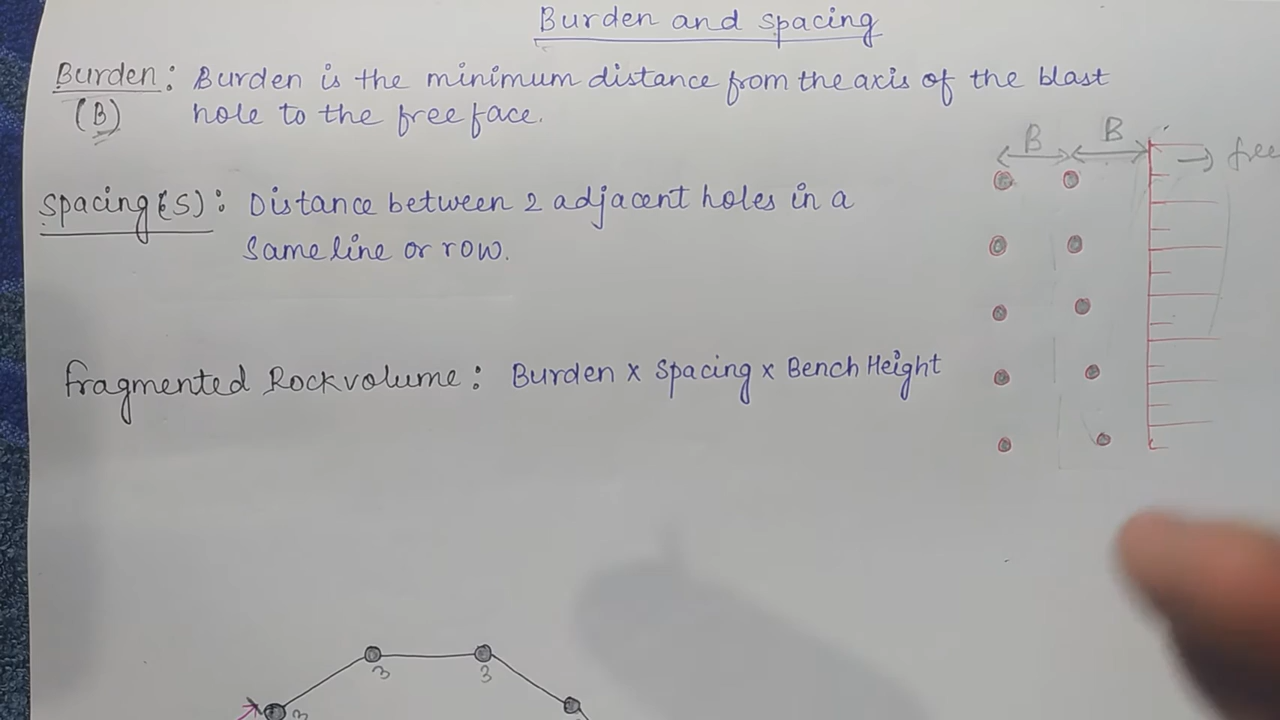 Burden and spacing
Burden: Burden is the minimum distance from the axis of the blast
(B) hole to the free face.
B B
→ free
Spacing(S): Distance between 2 adjacent holes in a
Same line or row.
Fragmented Rock volume: Burden x Spacing x Bench Height
3 3
3